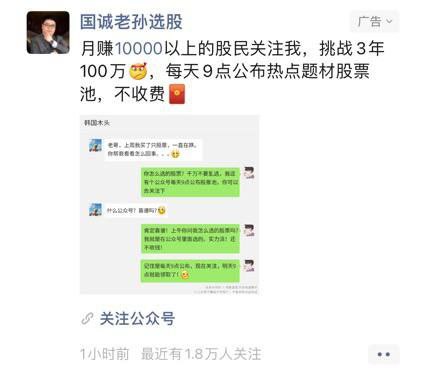 国诚老孙选股
广告
月赚10000以上的股民关注我，挑战3年
100万，每天9点公布热点题材股票
池，不收费
韩国木头
老哥，上周我买了只股票，一直在跌，
你帮我看看怎么回事．．．
你怎么选的股票？千万不要乱选，我这
有个公众号每天9点公布股票池，你可以
去关注下
什么公众号？靠谱吗？
肯定靠谱！上午你问我怎么选的股票吗？
我就是在公众号里面选的，实力派！还
不收钱！
记住是每天9点公布，现在关注，明天9
点就能领取了！
关注公众号
1小时前 最近有1.8万人关注